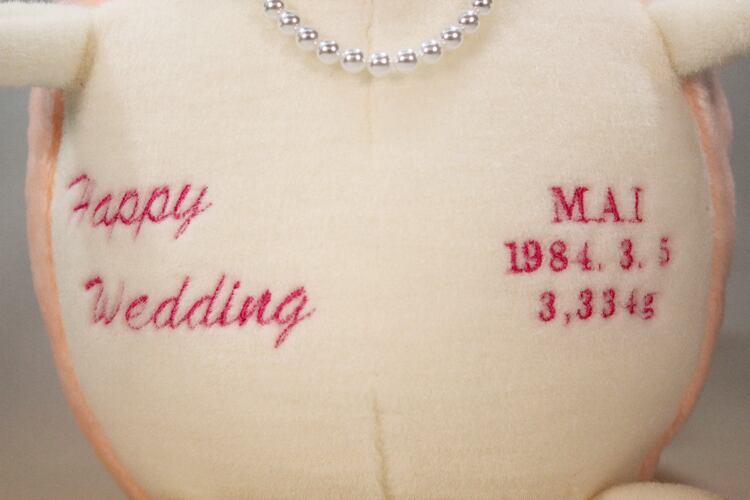 Happy
Wedding
MAI
1984. 3. 5
3,334g